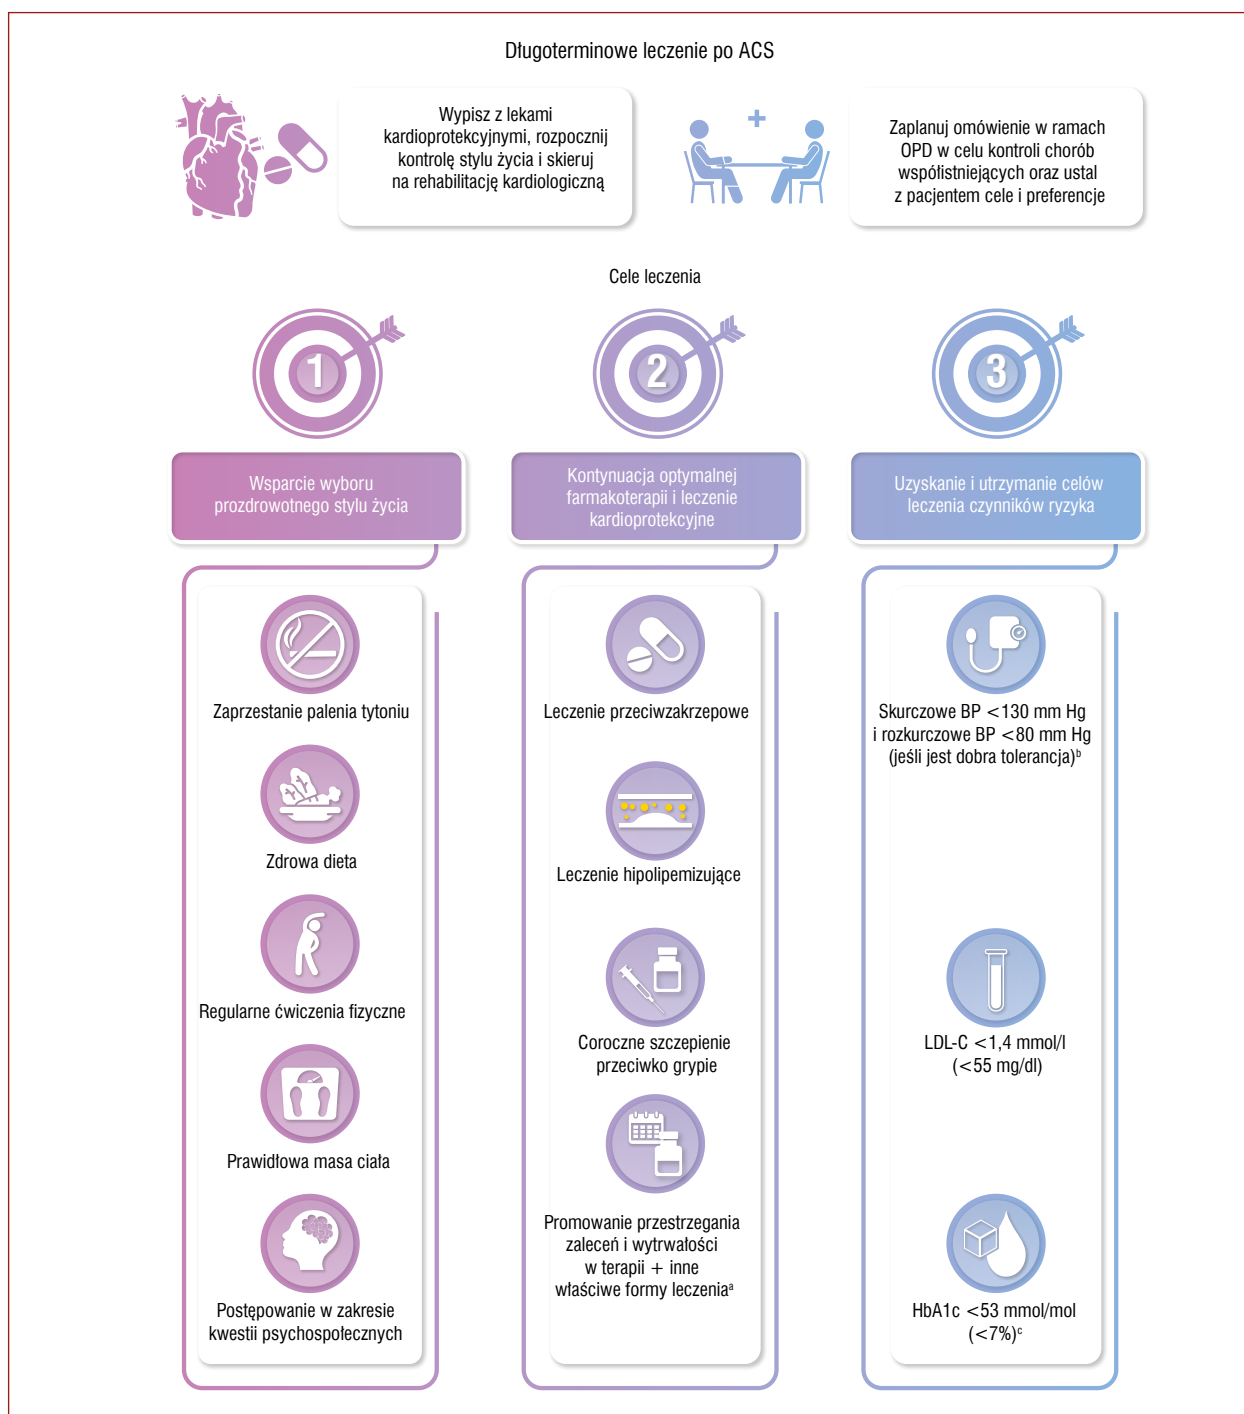 Długoterminowe leczenie po ACS
Wypisz z lekami
kardioprotekcyjnymi, rozpocznij
kontrolę stylu życia i skieruj
na rehabilitację kardiologiczną
Zaplanuj omówienie w ramach
OPD w celu kontroli chorób
współistniejących oraz ustal
z pacjentem cele i preferencje
Cele leczenia
1
2
3
Wsparcie wyboru
prozdrowotnego stylu życia
Kontynuacja optymalnej
farmakoterapii i leczenie
kardioprotekcyjne
Uzyskanie i utrzymanie celów
leczenia czynników ryzyka
Zaprzestanie palenia tytoniu
Zdrowa dieta
Regularne ćwiczenia fizyczne
Prawidłowa masa ciała
Postępowanie w zakresie
kwestii psychospołecznych
Leczenie przeciwzakrzepowe
Leczenie hipolipemizujące
Coroczne szczepienie
przeciwko grypie
Promowanie przestrzegania
zaleceń i wytrwałości
w terapii + inne
właściwe formy leczeniaᵃ
Skurczowe BP <130 mm Hg
i rozkurczowe BP <80 mm Hg
(jeśli jest dobra tolerancja)ᵇ
LDL-C <1,4 mmol/l
(<55 mg/dl)
HbA1c <53 mmol/mol
(<7%)ᶜ